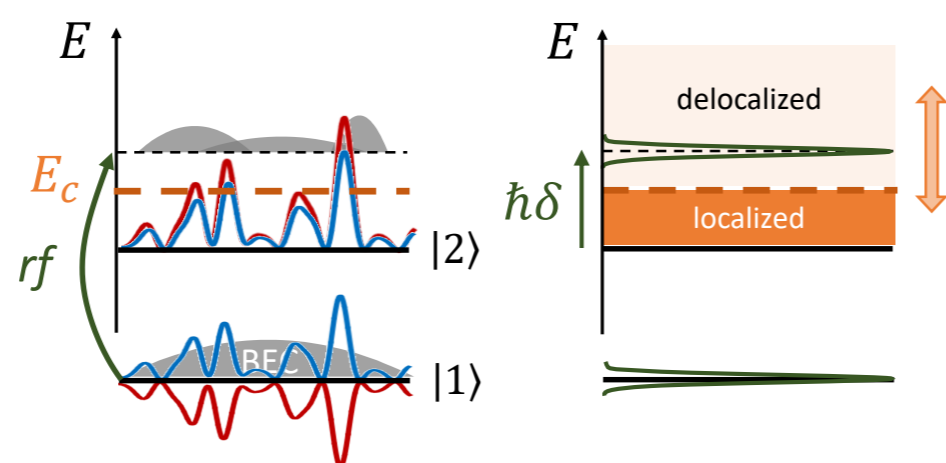 E
E_c
rf
|2⟩
BEC
|1⟩
E
delocalized
ħδ
localized